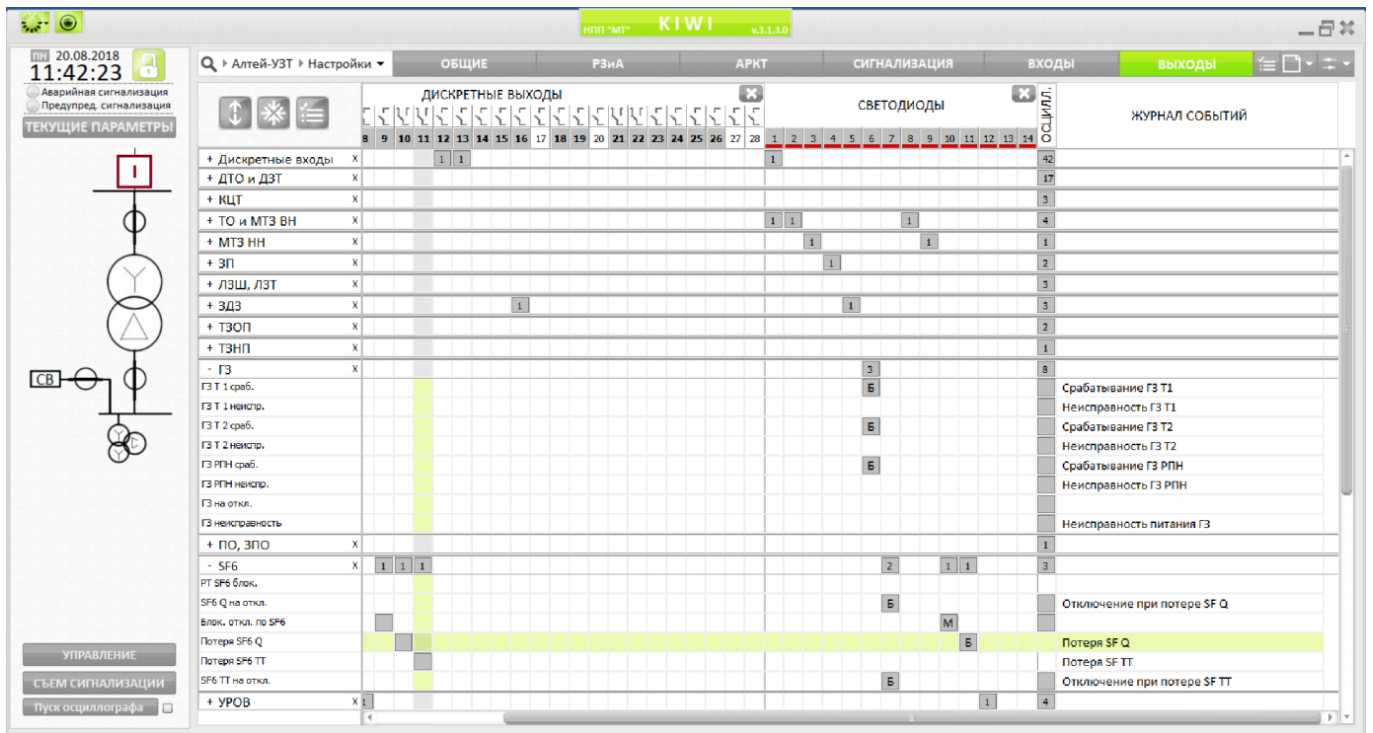 НПП "МТ" KIWI v.3.1.3.0
ПН 20.08.2018
11:42:23
Аварийная сигнализация
Предупред. сигнализация
ТЕКУЩИЕ ПАРАМЕТРЫ
I
СВ
УПРАВЛЕНИЕ
СЪЕМ СИГНАЛИЗАЦИИ
Пуск осциллографа
Алтей-УЗТ Настройки ОБЩИЕ РЗиА АРКТ СИГНАЛИЗАЦИЯ ВХОДЫ ВЫХОДЫ
ДИСКРЕТНЫЕ ВЫХОДЫ СВЕТОДИОДЫ ОСЦИЛЛ. ЖУРНАЛ СОБЫТИЙ
8 9 10 11 12 13 14 15 16 17 18 19 20 21 22 23 24 25 26 27 28 1 2 3 4 5 6 7 8 9 10 11 12 13 14
+ Дискретные входы x 1 1 1 42
+ ДТО и ДЗТ x 17
+ КЦТ x 3
+ ТО и МТЗ ВН x 1 1 1 4
+ МТЗ НН x 1 1 1
+ ЗП x 1 2
+ ЛЗШ, ЛЗТ x 3
+ ЗДЗ x 1 1 3
+ ТЗОП x 2
+ ТЗНП x 1
- ГЗ x 3 8
ГЗ Т 1 сраб. Б Срабатывание ГЗ Т1
ГЗ Т 1 неиспр. Неисправность ГЗ Т1
ГЗ Т 2 сраб. Б Срабатывание ГЗ Т2
ГЗ Т 2 неиспр. Неисправность ГЗ Т2
ГЗ РПН сраб. Б Срабатывание ГЗ РПН
ГЗ РПН неиспр. Неисправность ГЗ РПН
ГЗ на откл.
ГЗ неисправность Неисправность питания ГЗ
+ ПО, ЗПО x 1
- SF6 x 1 1 1 2 1 1 3
РТ SF6 блок.
SF6 Q на откл. Б Отключение при потере SF Q
Блок. откл. по SF6 М
Потеря SF6 Q Б Потеря SF Q
Потеря SF6 ТТ Потеря SF ТТ
SF6 ТТ на откл. Б Отключение при потере SF ТТ
+ УРОВ x 1 1 4